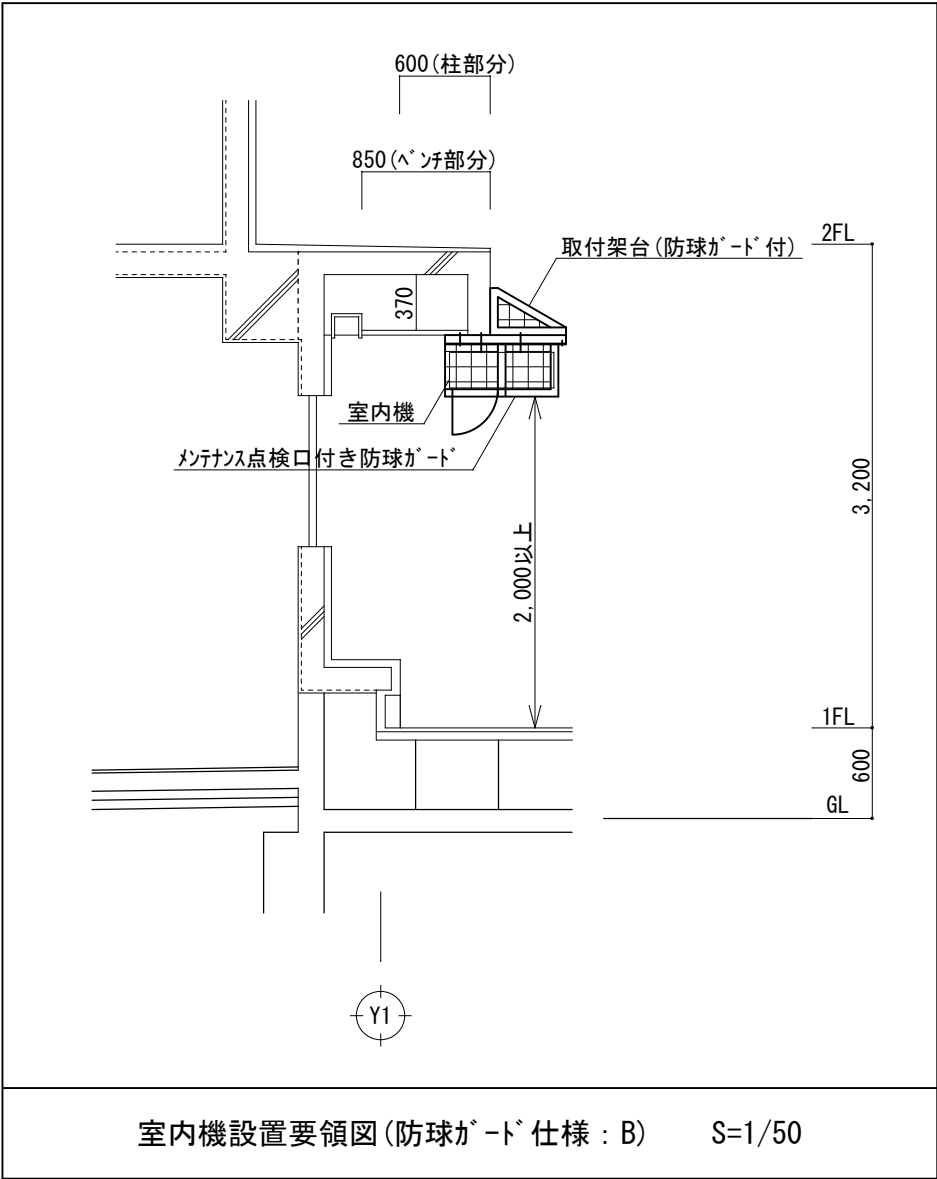 600(柱部分)
850(ﾍﾞﾝﾁ部分)
取付架台(防球ｶﾞｰﾄﾞ付)
2FL
370
室内機
ﾒﾝﾃﾅﾝｽ点検口付き防球ｶﾞｰﾄﾞ
3,200
2,000以上
1FL
600
GL
Y1
室内機設置要領図(防球ｶﾞｰﾄﾞ仕様：B) S=1/50